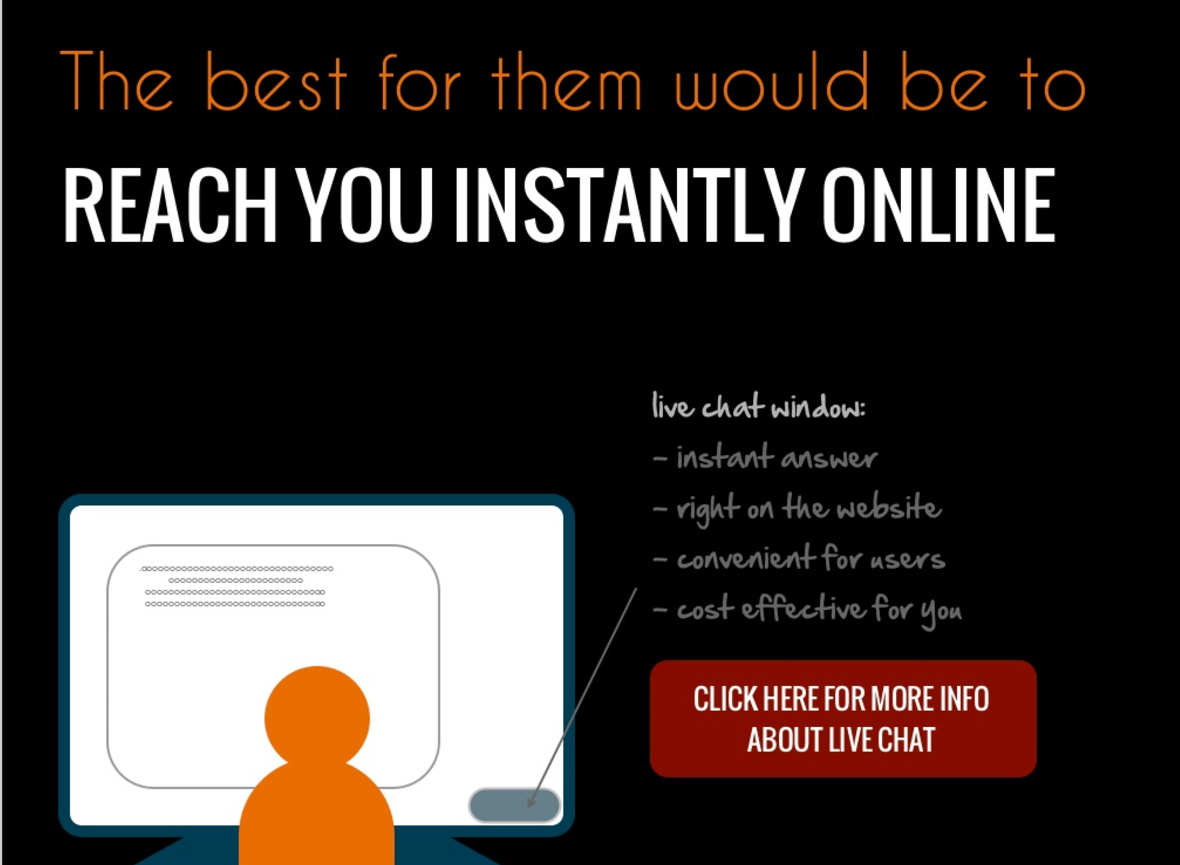 The best for them would be to
REACH YOU INSTANTLY ONLINE
live chat window:
- instant answer
- right on the website
- convenient for users
- cost effective for you
CLICK HERE FOR MORE INFO
ABOUT LIVE CHAT